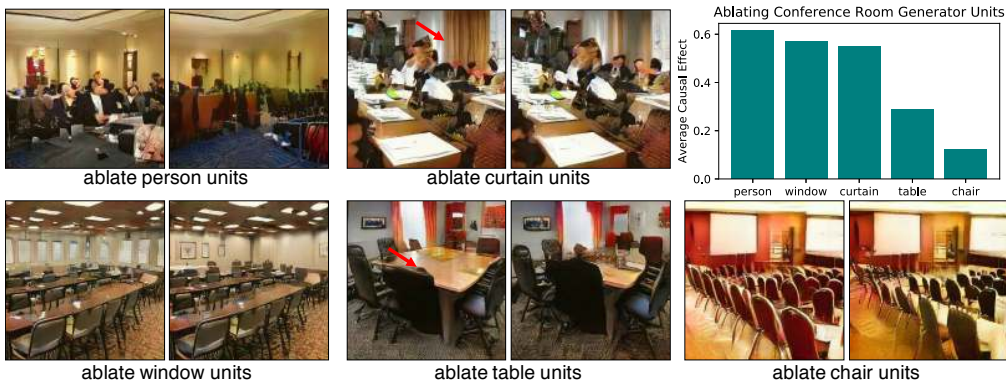 Ablating Conference Room Generator Units
Average Causal Effect
0.6
0.4
0.2
0.0
person window curtain table chair
ablate person units
ablate curtain units
ablate window units
ablate table units
ablate chair units